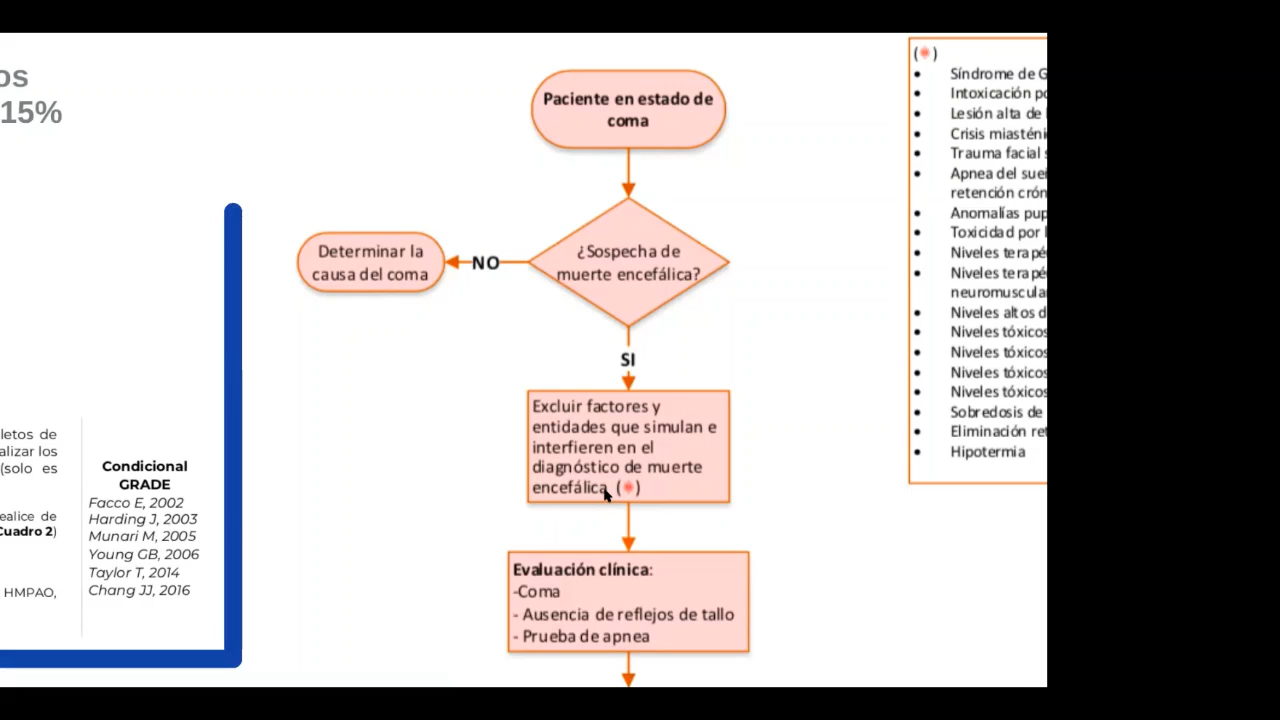 os
15%
letos de
alizar los
(solo es
ealice de
Cuadro 2)
HMPAO,
Condicional
GRADE
Facco E, 2002
Harding J, 2003
Munari M, 2005
Young GB, 2006
Taylor T, 2014
Chang JJ, 2016
Paciente en estado de
coma
¿Sospecha de
muerte encefálica?
NO
Determinar la
causa del coma
SI
Excluir factores y
entidades que simulan e
interfieren en el
diagnóstico de muerte
encefálica (*)
Evaluación clínica:
-Coma
- Ausencia de reflejos de tallo
- Prueba de apnea
(*)
• Síndrome de G
• Intoxicación po
• Lesión alta de
• Crisis miasténi
• Trauma facial s
• Apnea del sue
retención crón
• Anomalías pup
• Toxicidad por l
• Niveles terapé
• Niveles terapé
neuromuscula
• Niveles altos d
• Niveles tóxicos
• Niveles tóxicos
• Niveles tóxicos
• Niveles tóxicos
• Sobredosis de
• Eliminación ret
• Hipotermia